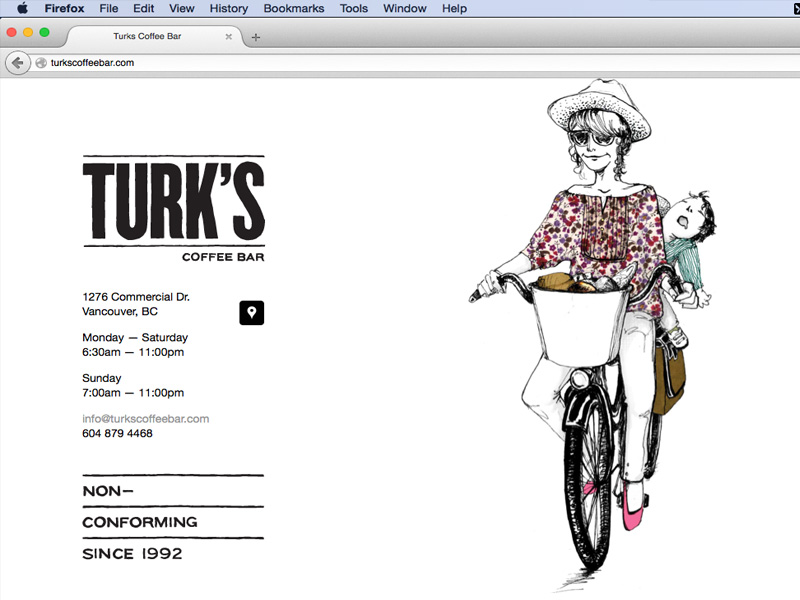 Firefox File Edit View History Bookmarks Tools Window Help
Turks Coffee Bar
turkscoffeebar.com
TURK'S
COFFEE BAR
1276 Commercial Dr.
Vancouver, BC
Monday — Saturday
6:30am — 11:00pm
Sunday
7:00am — 11:00pm
info@turkscoffeebar.com
604 879 4468
NON–
CONFORMING
SINCE 1992